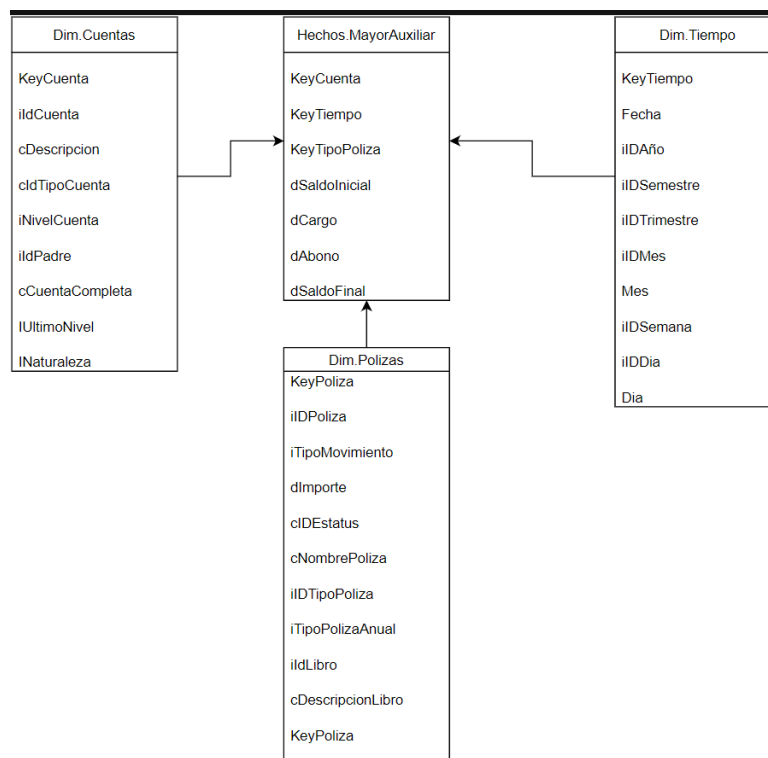 Dim.Cuentas
KeyCuenta
iIdCuenta
cDescripcion
cIdTipoCuenta
iNivelCuenta
iIdPadre
cCuentaCompleta
IUltimoNivel
INaturaleza
Hechos.MayorAuxiliar
KeyCuenta
KeyTiempo
KeyTipoPoliza
dSaldoInicial
dCargo
dAbono
dSaldoFinal
Dim.Tiempo
KeyTiempo
Fecha
iIDAño
iIDSemestre
iIDTrimestre
iIDMes
Mes
iIDSemana
iIDDia
Dia
Dim.Polizas
KeyPoliza
iIDPoliza
iTipoMovimiento
dImporte
cIDEstatus
cNombrePoliza
iIDTipoPoliza
iTipoPolizaAnual
iIdLibro
cDescripcionLibro
KeyPoliza